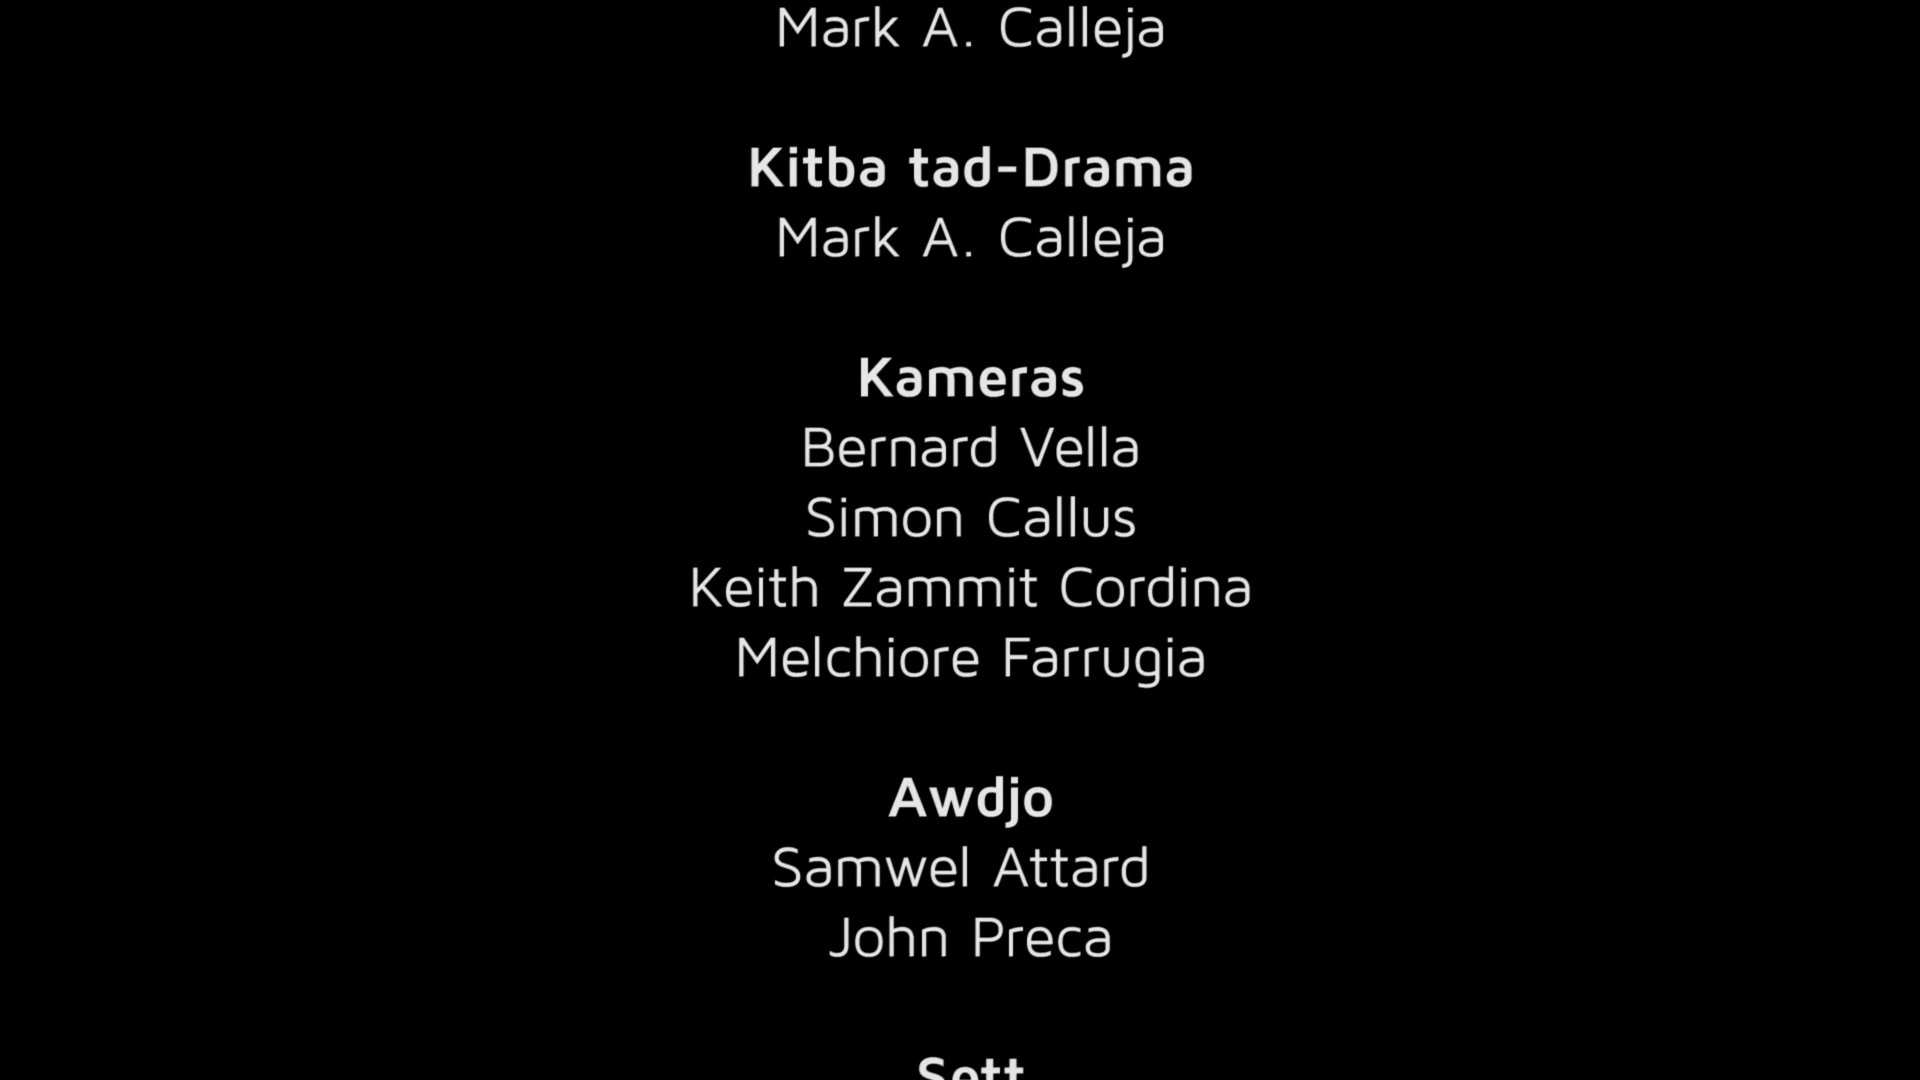 Mark A. Calleja
Kitba tad-Drama
Mark A. Calleja
Kameras
Bernard Vella
Simon Callus
Keith Zammit Cordina
Melchiore Farrugia
Awdjo
Samwel Attard
John Preca
Sett